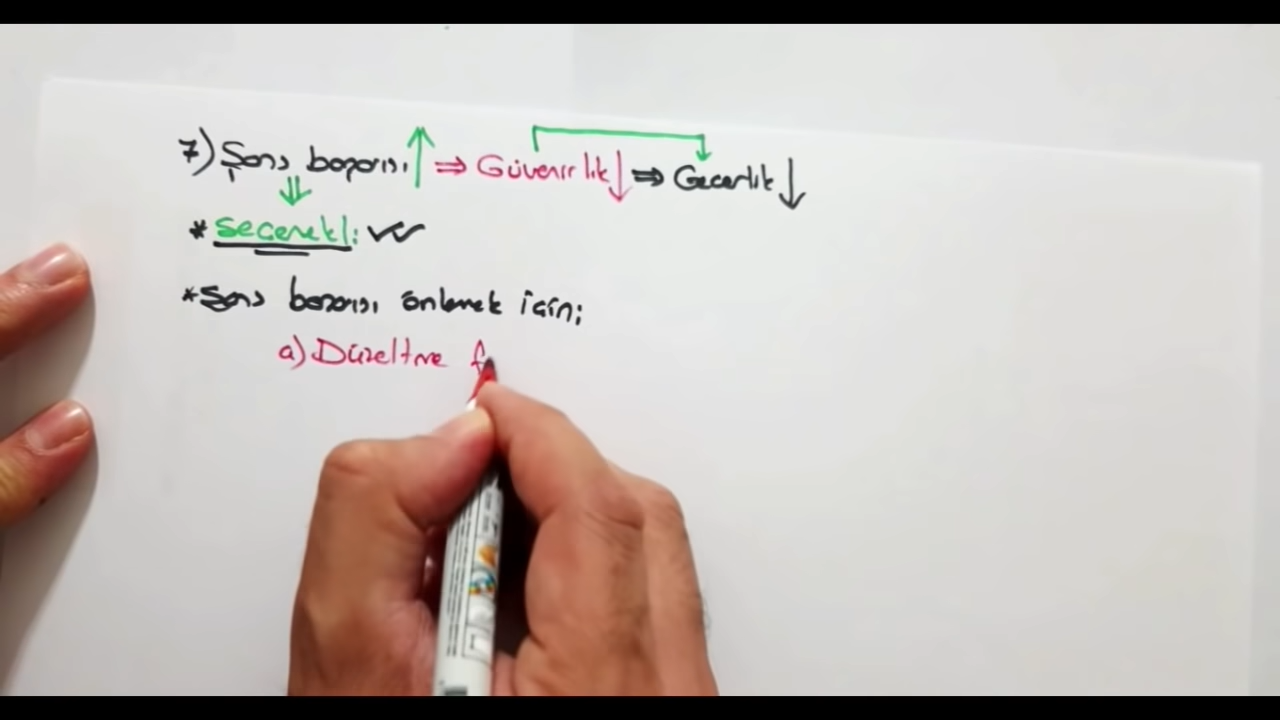 7) Şans başarısı ↑ ⇒ Güvenirlik ↓ ⇒ Geçerlik ↓
* Seçenekli:
* Şans başarısı önlemek için;
a) Düzeltme f